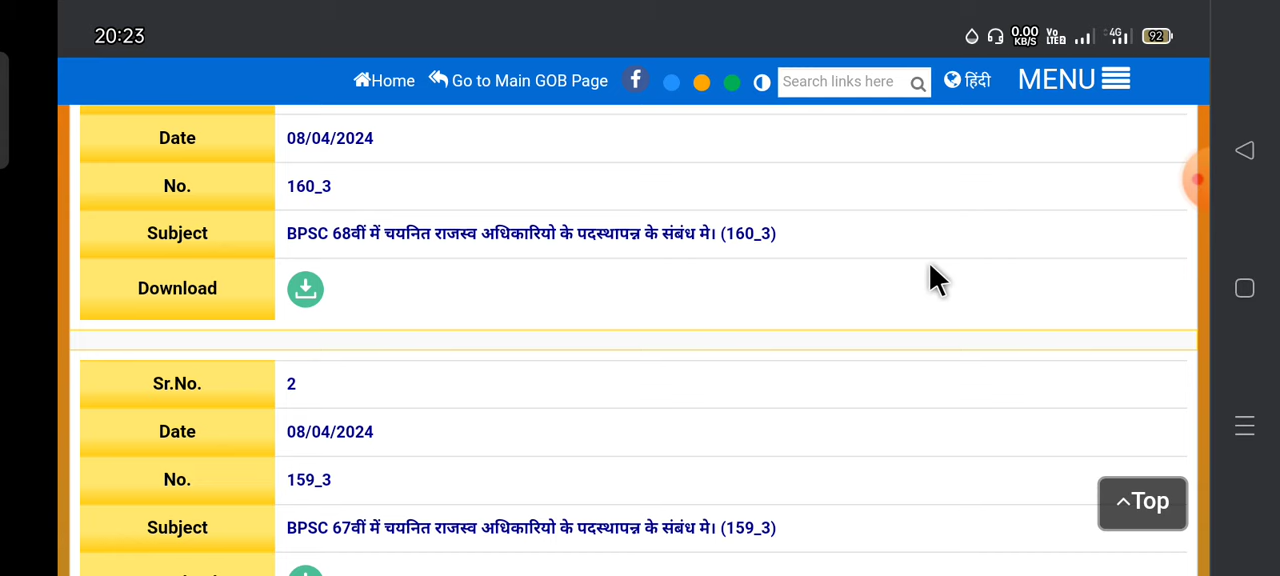 20:23 0.00 KB/S Vo LTE2 4G 92
Home Go to Main GOB Page Search links here हिंदी MENU
Date 08/04/2024
No. 160_3
Subject BPSC 68वीं में चयनित राजस्व अधिकारियो के पदस्थापन्न के संबंध मे। (160_3)
Download
Sr.No. 2
Date 08/04/2024
No. 159_3
Top
Subject BPSC 67वीं में चयनित राजस्व अधिकारियो के पदस्थापन्न के संबंध मे। (159_3)